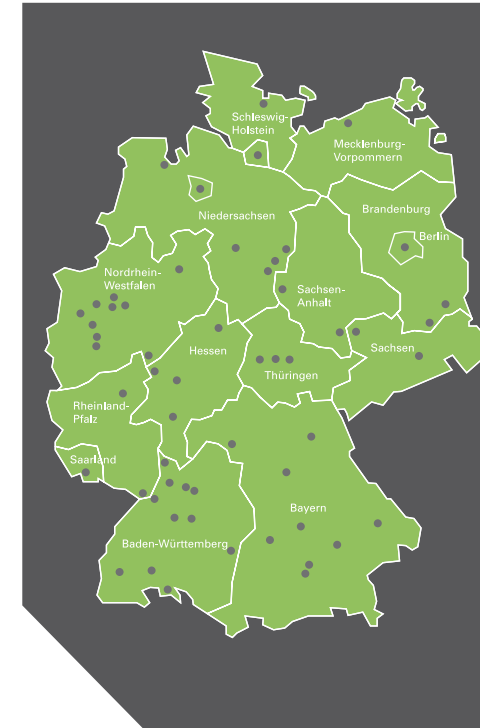 Schleswig-
Holstein
Mecklenburg-
Vorpommern
Brandenburg
Niedersachsen
Berlin
Nordrhein-
Westfalen
Sachsen-
Anhalt
Hessen
Sachsen
Thüringen
Rheinland-
Pfalz
Saarland
Bayern
Baden-Württemberg